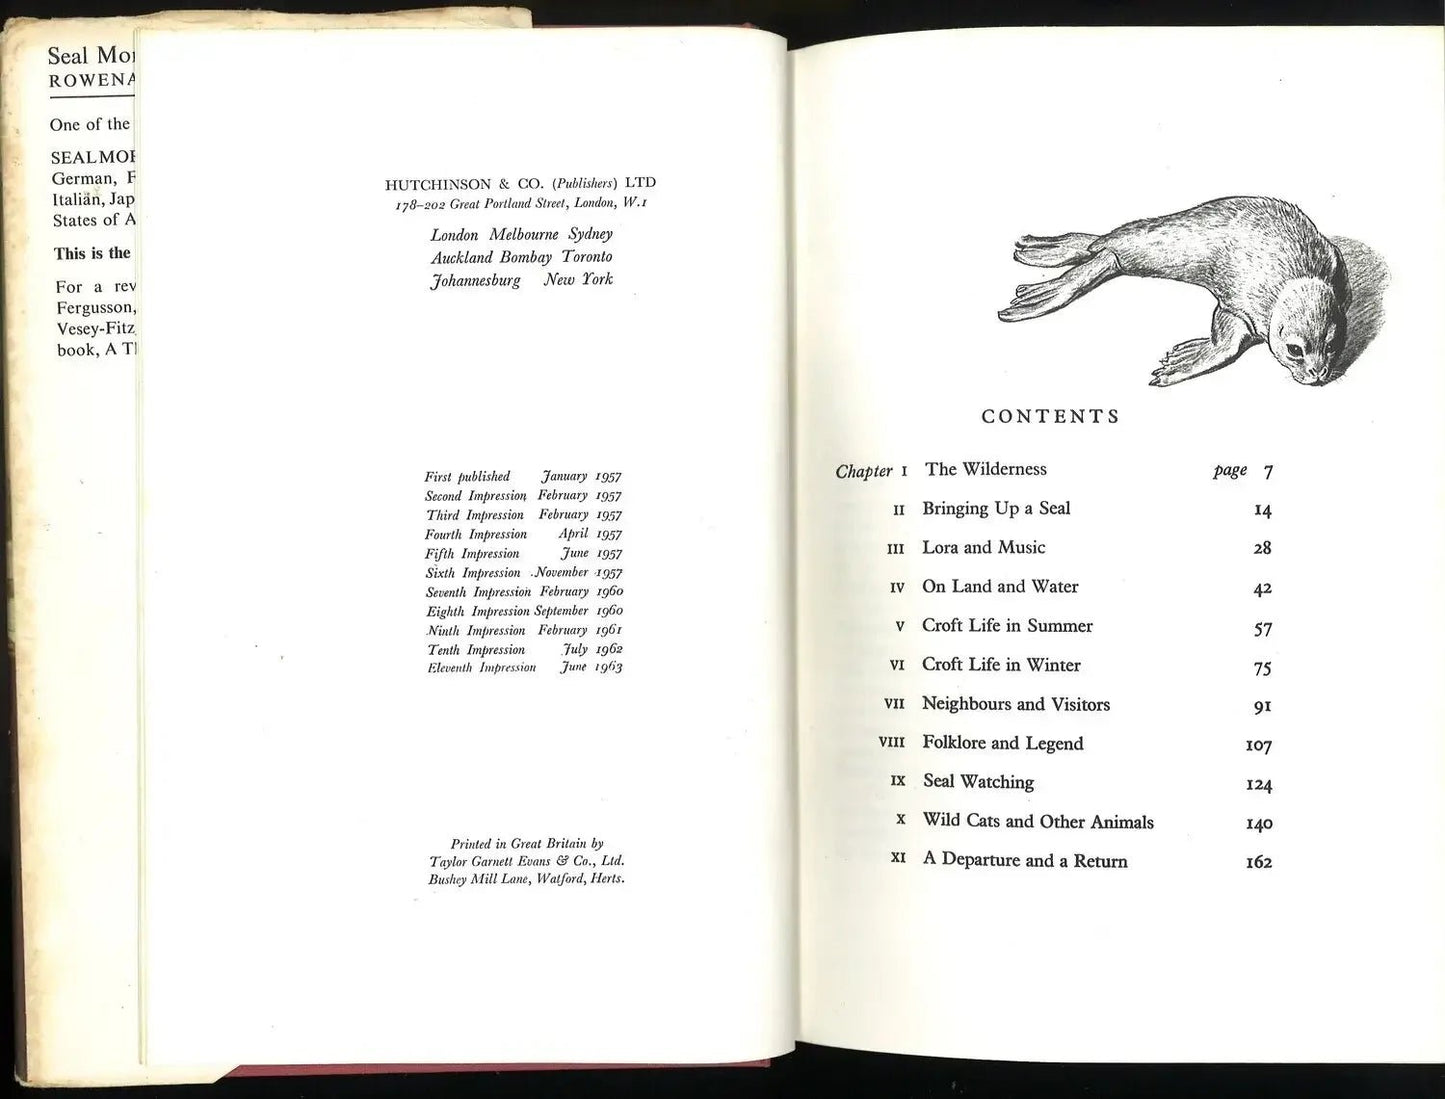 Seal Mo
ROWENA
One of the
SEAL MO
German, F
Italian, Jap
States of A
This is the
For a rev
Fergusson,
Vesey-Fitz
book, A T
HUTCHINSON & CO. (Publishers) LTD
178–202 Great Portland Street, London, W.1
London Melbourne Sydney
Auckland Bombay Toronto
Johannesburg New York
First published January 1957
Second Impression February 1957
Third Impression February 1957
Fourth Impression April 1957
Fifth Impression June 1957
Sixth Impression November 1957
Seventh Impression February 1960
Eighth Impression September 1960
Ninth Impression February 1961
Tenth Impression July 1962
Eleventh Impression June 1963
Printed in Great Britain by
Taylor Garnett Evans & Co., Ltd.
Bushey Mill Lane, Watford, Herts.
CONTENTS
Chapter I The Wilderness page 7
II Bringing Up a Seal 14
III Lora and Music 28
IV On Land and Water 42
V Croft Life in Summer 57
VI Croft Life in Winter 75
VII Neighbours and Visitors 91
VIII Folklore and Legend 107
IX Seal Watching 124
X Wild Cats and Other Animals 140
XI A Departure and a Return 162